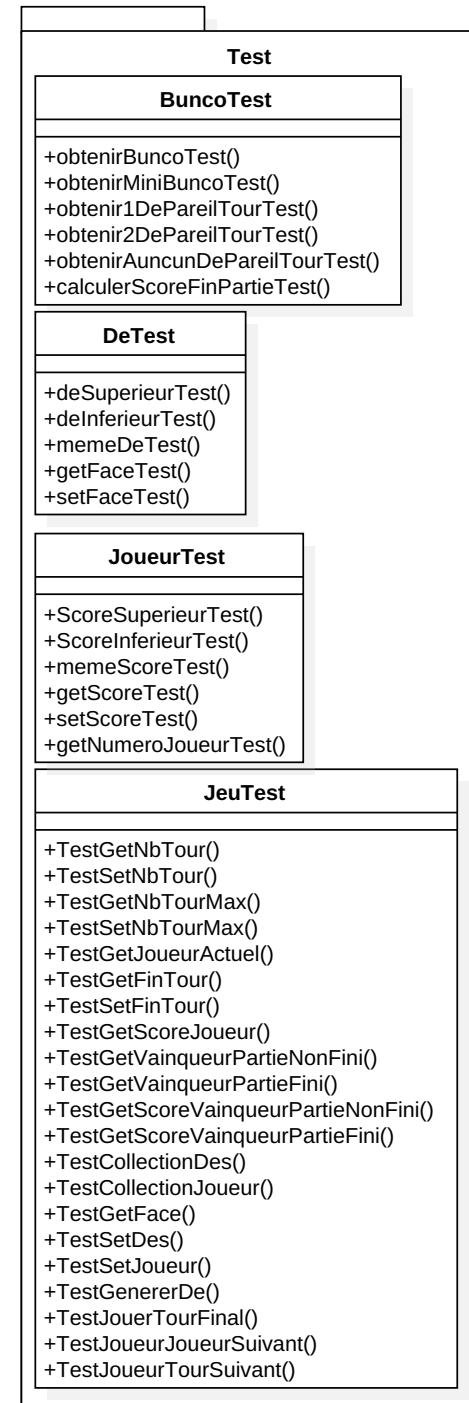 Test
BuncoTest
+obtenirBuncoTest()
+obtenirMiniBuncoTest()
+obtenir1DePareilTourTest()
+obtenir2DePareilTourTest()
+obtenirAuncunDePareilTourTest()
+calculerScoreFinPartieTest()
DeTest
+deSuperieurTest()
+deInferieurTest()
+memeDeTest()
+getFaceTest()
+setFaceTest()
JoueurTest
+ScoreSuperieurTest()
+ScoreInferieurTest()
+memeScoreTest()
+getScoreTest()
+setScoreTest()
+getNumeroJoueurTest()
JeuTest
+TestGetNbTour()
+TestSetNbTour()
+TestGetNbTourMax()
+TestSetNbTourMax()
+TestGetJoueurActuel()
+TestGetFinTour()
+TestSetFinTour()
+TestGetScoreJoueur()
+TestGetVainqueurPartieNonFini()
+TestGetVainqueurPartieFini()
+TestGetScoreVainqueurPartieNonFini()
+TestGetScoreVainqueurPartieFini()
+TestCollectionDes()
+TestCollectionJoueur()
+TestGetFace()
+TestSetDes()
+TestSetJoueur()
+TestGenererDe()
+TestJouerTourFinal()
+TestJoueurJoueurSuivant()
+TestJoueurTourSuivant()